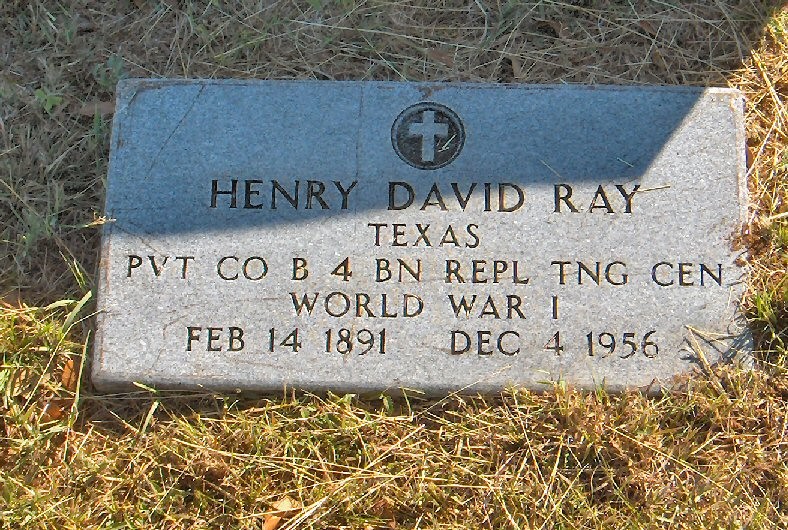 HENRY DAVID RAY
TEXAS
PVT CO B 4 BN REPL TNG CEN
WORLD WAR I
FEB 14 1891 DEC 4 1956